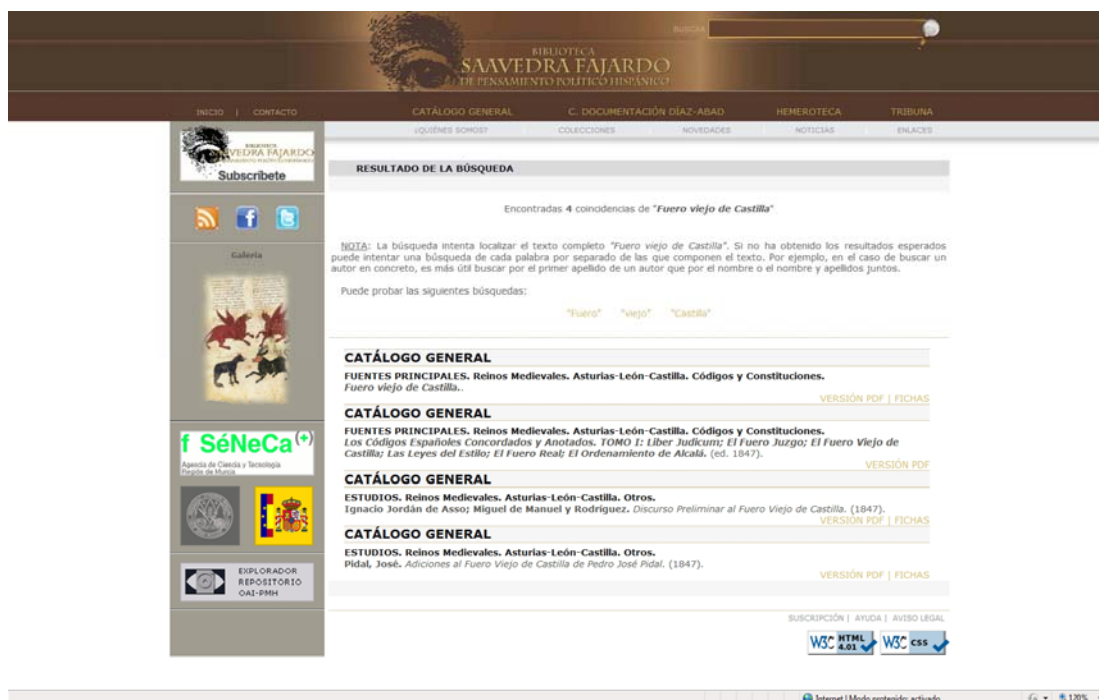 BUSCAR
BIBLIOTECA
SAAVEDRA FAJARDO
DE PENSAMIENTO POLÍTICO HISPÁNICO
INICIO | CONTACTO
CATÁLOGO GENERAL C. DOCUMENTACIÓN DÍAZ-ABAD HEMEROTECA TRIBUNA
¿QUIÉNES SOMOS? COLECCIONES NOVEDADES NOTICIAS ENLACES
BIBLIOTECA
AVEDRA FAJARDO
Subscríbete
Galería
f SéNeCa(+)
Agencia de Ciencia y Tecnología
Región de Murcia
EXPLORADOR
REPOSITORIO
OAI-PMH
RESULTADO DE LA BÚSQUEDA
Encontradas 4 coincidencias de "Fuero viejo de Castilla"
NOTA: La búsqueda intenta localizar el texto completo "Fuero viejo de Castilla". Si no ha obtenido los resultados esperados
puede intentar una búsqueda de cada palabra por separado de las que componen el texto. Por ejemplo, en el caso de buscar un
autor en concreto, es más útil buscar por el primer apellido de un autor que por el nombre o el nombre y apellidos juntos.
Puede probar las siguientes búsquedas:
"Fuero" "viejo" "Castilla"
CATÁLOGO GENERAL
FUENTES PRINCIPALES. Reinos Medievales. Asturias-León-Castilla. Códigos y Constituciones.
Fuero viejo de Castilla..
VERSIÓN PDF | FICHAS
CATÁLOGO GENERAL
FUENTES PRINCIPALES. Reinos Medievales. Asturias-León-Castilla. Códigos y Constituciones.
Los Códigos Españoles Concordados y Anotados. TOMO I: Liber Judicum; El Fuero Juzgo; El Fuero Viejo de
Castilla; Las Leyes del Estilo; El Fuero Real; El Ordenamiento de Alcalá. (ed. 1847).
VERSIÓN PDF
CATÁLOGO GENERAL
ESTUDIOS. Reinos Medievales. Asturias-León-Castilla. Otros.
Ignacio Jordán de Asso; Miguel de Manuel y Rodríguez. Discurso Preliminar al Fuero Viejo de Castilla. (1847).
VERSIÓN PDF | FICHAS
CATÁLOGO GENERAL
ESTUDIOS. Reinos Medievales. Asturias-León-Castilla. Otros.
Pidal, José. Adiciones al Fuero Viejo de Castilla de Pedro José Pidal. (1847).
VERSIÓN PDF | FICHAS
SUSCRIPCIÓN | AYUDA | AVISO LEGAL
W3C HTML 4.01 W3C css
Internet | Modo protegido: activado 120%